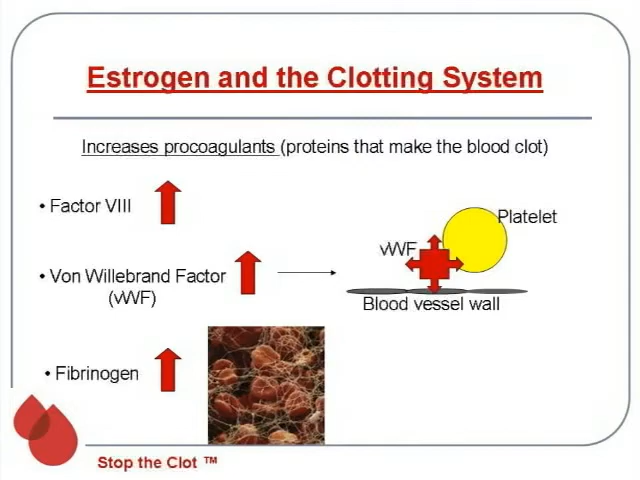 Estrogen and the Clotting System
Increases procoagulants (proteins that make the blood clot)
• Factor VIII
• Von Willebrand Factor
(vWF)
vWF
Platelet
Blood vessel wall
• Fibrinogen
Stop the Clot ™